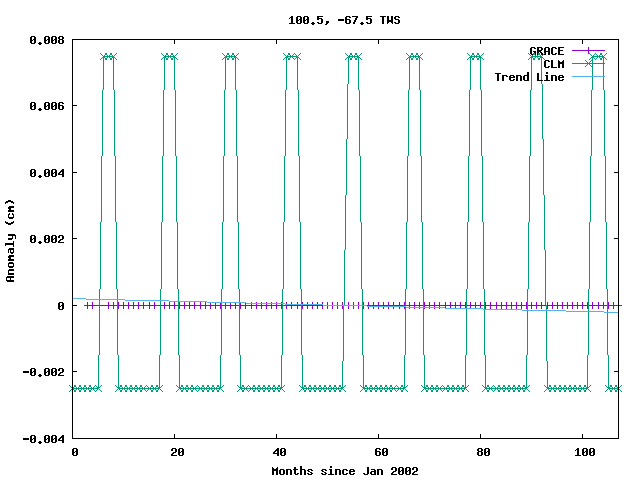 100.5, -67.5 TWS
GRACE
CLM
Trend Line
0.008
0.006
0.004
0.002
0
-0.002
-0.004
Anomaly (cm)
0 20 40 60 80 100
Months since Jan 2002